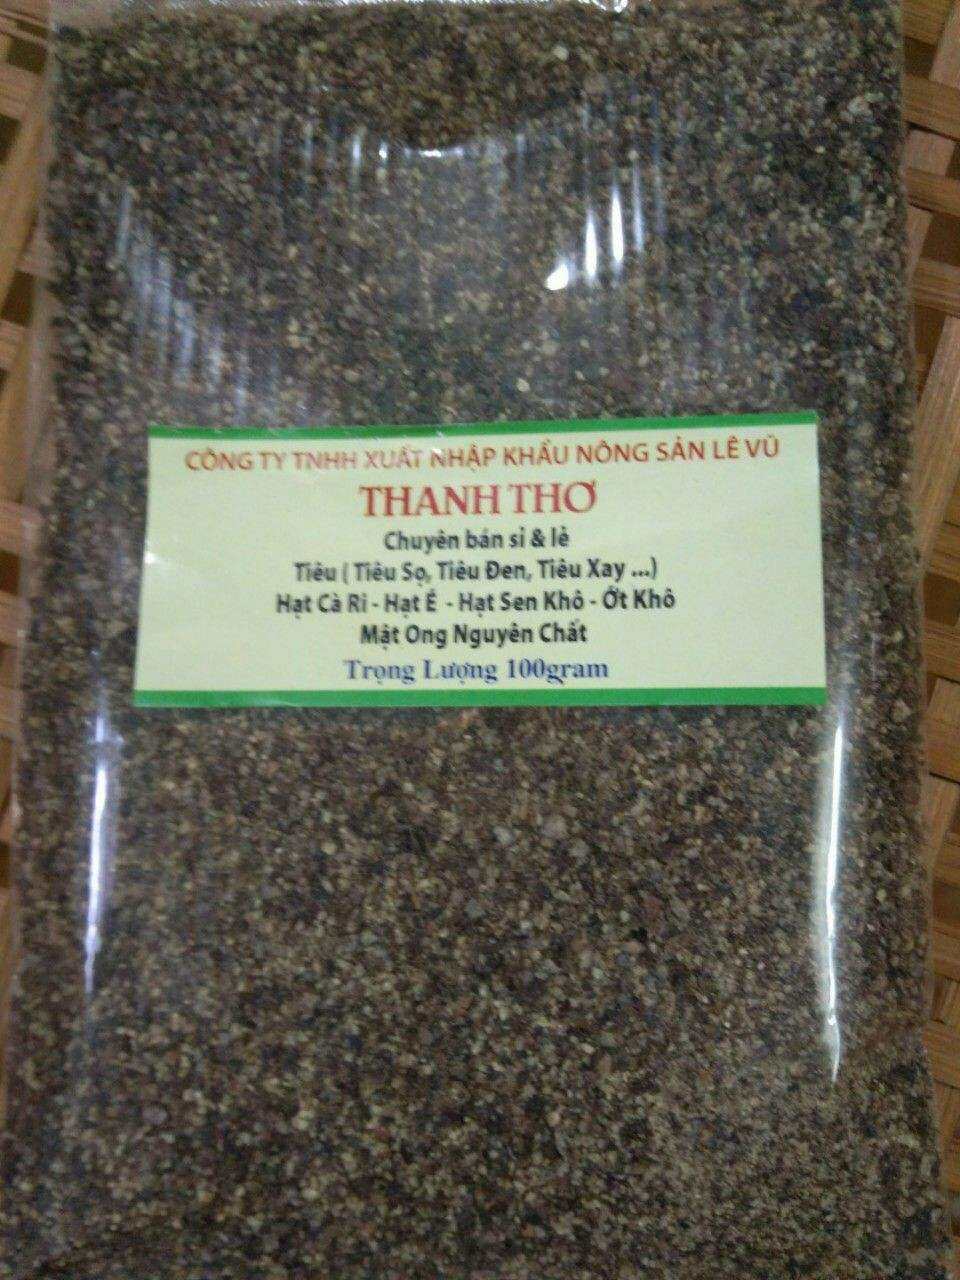 CÔNG TY TNHH XUẤT NHẬP KHẨU NÔNG SẢN LÊ VŨ
THANH THƠ
Chuyên bán sỉ & lẻ
Tiêu ( Tiêu Sọ, Tiêu Đen, Tiêu Xay ...)
Hạt Cà Ri - Hạt É - Hạt Sen Khô - Ớt Khô
Mật Ong Nguyên Chất
Trọng Lượng 100gram